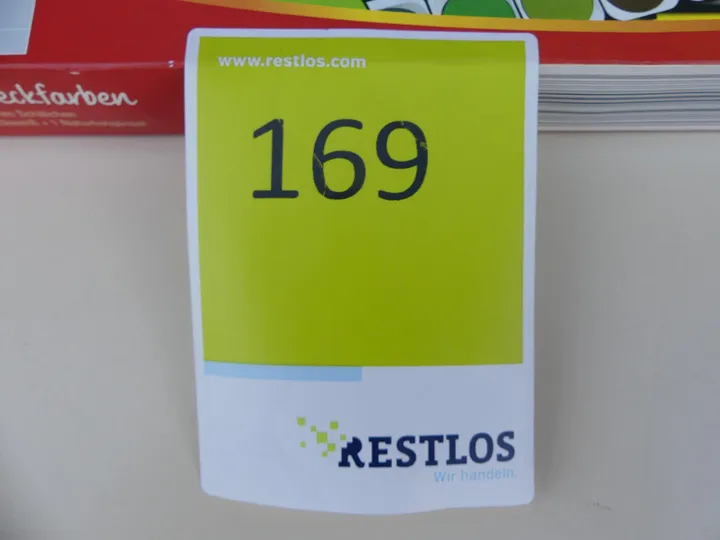 www.restlos.com
eckfarben
169
RESTLOS
Wir handeln.